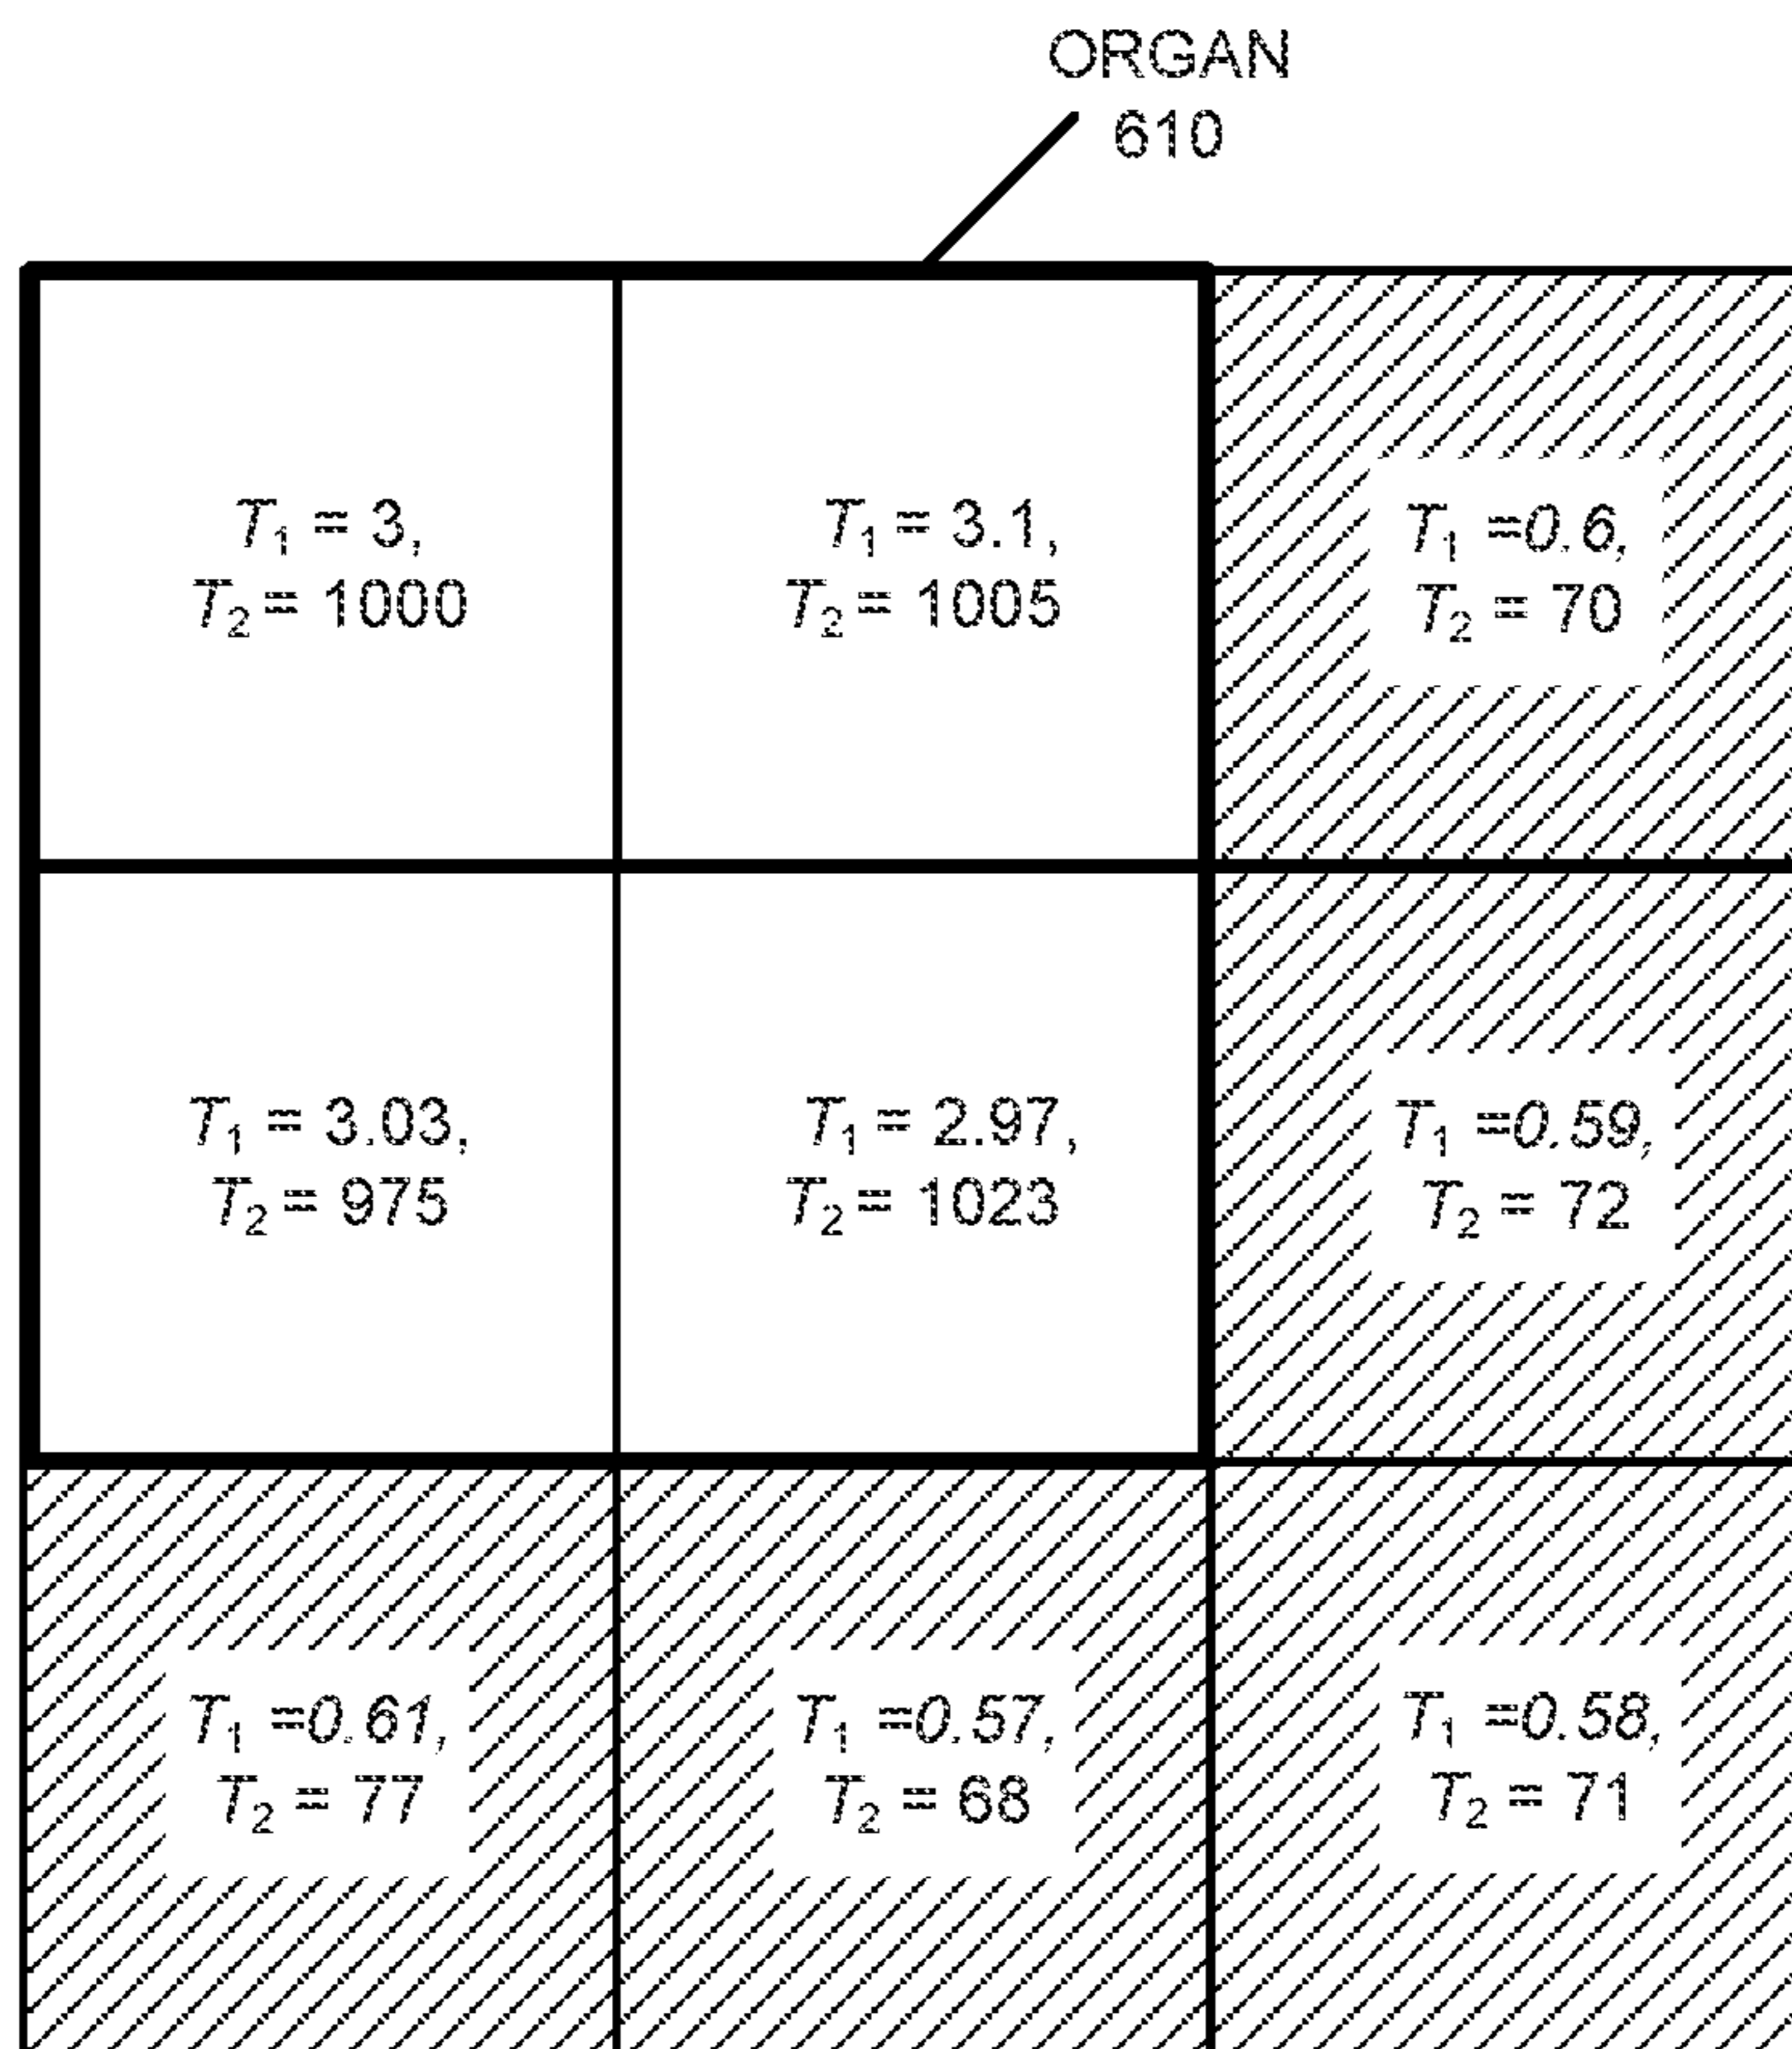 ORGAN
610
T₁ = 3,
T₂ = 1000
T₁ = 3.1,
T₂ = 1005
T₁ =0.6,
T₂ = 70
T₁ = 3.03,
T₂ = 975
T₁ = 2.97,
T₂ = 1023
T₁ =0.59,
T₂ = 72
T₁ =0.61,
T₂ = 77
T₁ =0.57,
T₂ = 68
T₁ =0.58,
T₂ = 71